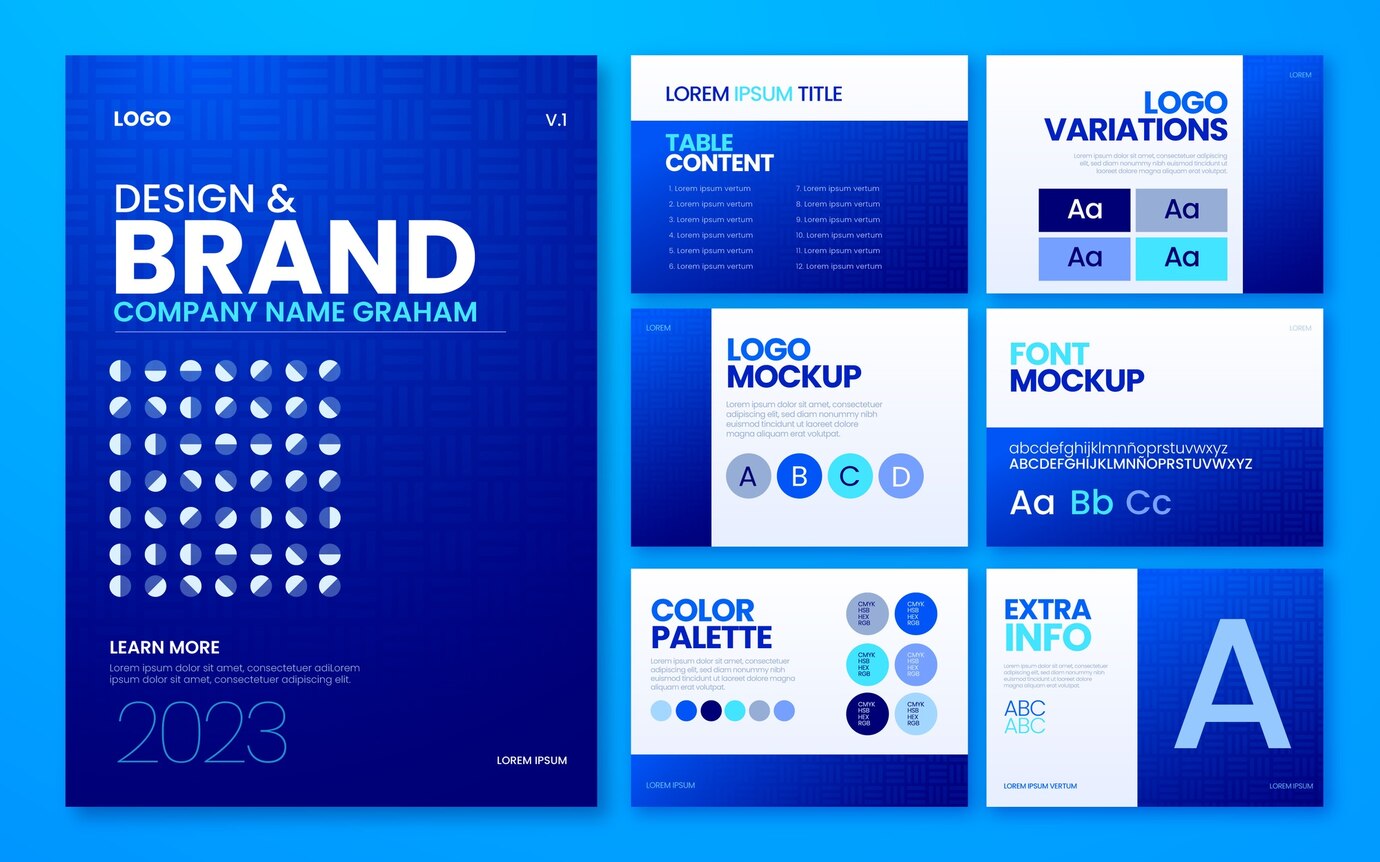 LOGO
V.1
DESIGN &
BRAND
COMPANY NAME GRAHAM
LEARN MORE
Lorem ipsum dolor sit amet, consectetuer adiLorem
ipsum dolor sit amet, consectetuer adipiscing elit.
2023
LOREM IPSUM
LOREM IPSUM TITLE
TABLE
CONTENT
1. Lorem ipsum vertum
2. Lorem ipsum vertum
3. Lorem ipsum vertum
4. Lorem ipsum vertum
5. Lorem ipsum vertum
6. Lorem ipsum vertum
7. Lorem ipsum vertum
8. Lorem ipsum vertum
9. Lorem ipsum vertum
10. Lorem ipsum vertum
11. Lorem ipsum vertum
12. Lorem ipsum vertum
LOREM
LOGO
VARIATIONS
Lorem ipsum dolor sit amet, consectetuer adipiscing
elit, sed diam nonummy nibh euismod tincidunt ut
laoreet dolore magna aliquam erat volutpat.
Aa Aa
Aa Aa
LOREM
LOGO
MOCKUP
Lorem ipsum dolor sit amet, consectetuer
adipiscing elit, sed diam nonummy nibh
euismod tincidunt ut laoreet dolore
magna aliquam erat volutpat.
A B C D
LOREM
FONT
MOCKUP
abcdefghijklmnñoprstuvwxyz
ABCDEFGHIJKLMNÑOPRSTUVWXYZ
Aa Bb Cc
COLOR
PALETTE
Lorem ipsum dolor sit amet, consectetuer
adipiscing elit, sed diam nonummy nibh euismod
tincidunt ut laoreet dolore magna
aliquam erat volutpat.
CMYK
HSB
HEX
RGB
CMYK
HSB
HEX
RGB
CMYK
HSB
HEX
RGB
CMYK
HSB
HEX
RGB
CMYK
HSB
HEX
RGB
CMYK
HSB
HEX
RGB
LOREM IPSUM
EXTRA
INFO
Lorem ipsum dolor sit amet, consectetuer
adipiscing elit, sed diam nonummy nibh
euismod tincidunt ut laoreet dolore
magna aliquam erat volutpat.
ABC
ABC
LOREM IPSUM VERTUM
A
LOREM IPSUM